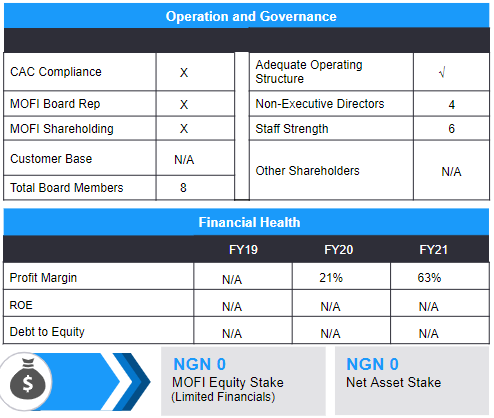 Operation and Governance
CAC Compliance X
Adequate Operating
Structure √
MOFI Board Rep X
Non-Executive Directors 4
MOFI Shareholding X
Staff Strength 6
Customer Base N/A
Other Shareholders N/A
Total Board Members 8
Financial Health
FY19 FY20 FY21
Profit Margin N/A 21% 63%
ROE N/A N/A N/A
Debt to Equity N/A N/A N/A
$
NGN 0
MOFI Equity Stake
(Limited Financials)
NGN 0
Net Asset Stake